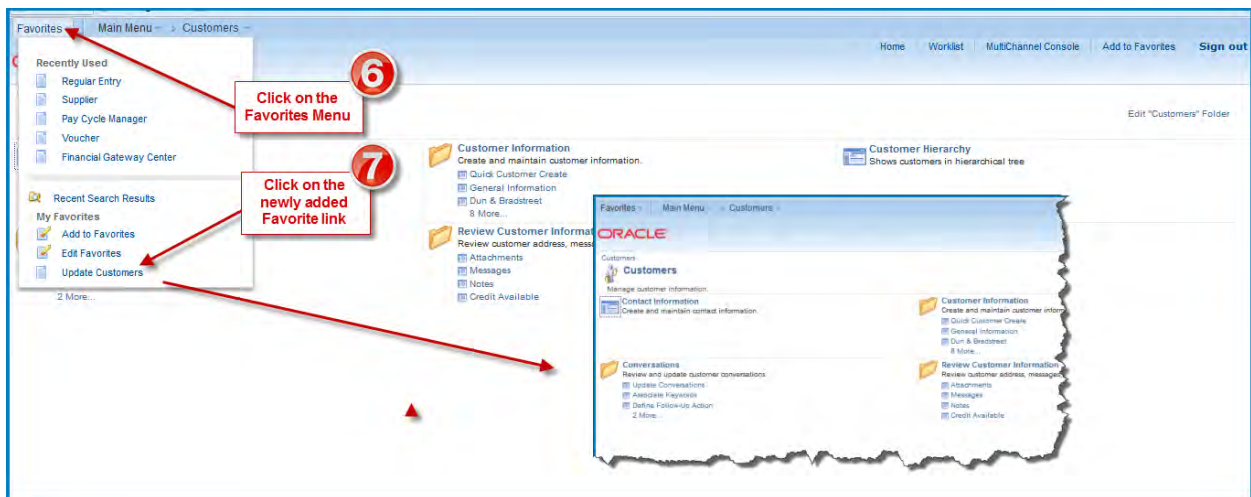 Favorites Main Menu Customers
Home Worklist MultiChannel Console Add to Favorites Sign out
Recently Used
Regular Entry
Supplier
Pay Cycle Manager
Voucher
Financial Gateway Center
Recent Search Results
My Favorites
Add to Favorites
Edit Favorites
Update Customers
2 More...
6
Click on the
Favorites Menu
7
Click on the
newly added
Favorite link
Edit "Customers" Folder
Customer Information
Create and maintain customer information.
Quick Customer Create
General Information
Dun & Bradstreet
8 More...
Review Customer Informat
Review customer address, mess
Attachments
Messages
Notes
Credit Available
Customer Hierarchy
Shows customers in hierarchical tree
Favorites Main Menu > Customers
ORACLE
Customers
Customers
Manage customer information.
Contact Information
Create and maintain contact information.
Customer Information
Create and maintain customer inform
Quick Customer Create
General Information
Dun & Bradstreet
8 More...
Conversations
Review and update customer conversations.
Update Conversations
Associate Keywords
Define Follow-Up Action
2 More...
Review Customer Information
Review customer address, messages
Attachments
Messages
Notes
Credit Available